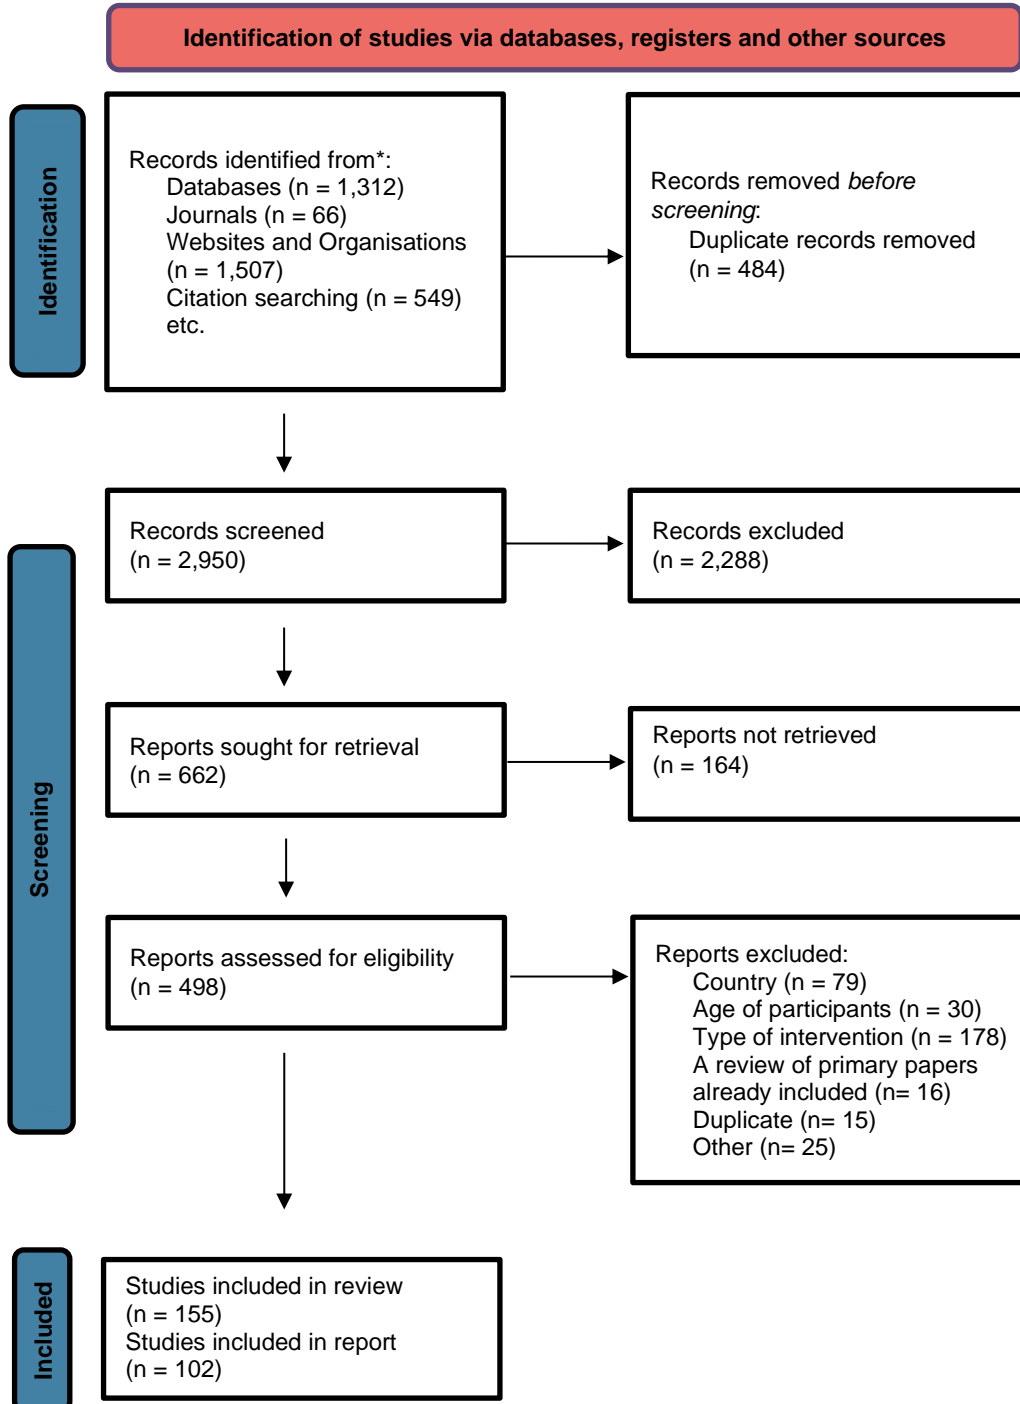 Identification of studies via databases, registers and other sources
Identification
Records identified from*:
Databases (n = 1,312)
Journals (n = 66)
Websites and Organisations
(n = 1,507)
Citation searching (n = 549)
etc.
Records removed before
screening:
Duplicate records removed
(n = 484)
Screening
Records screened
(n = 2,950)
Records excluded
(n = 2,288)
Reports sought for retrieval
(n = 662)
Reports not retrieved
(n = 164)
Reports assessed for eligibility
(n = 498)
Reports excluded:
Country (n = 79)
Age of participants (n = 30)
Type of intervention (n = 178)
A review of primary papers
already included (n= 16)
Duplicate (n= 15)
Other (n= 25)
Included
Studies included in review
(n = 155)
Studies included in report
(n = 102)